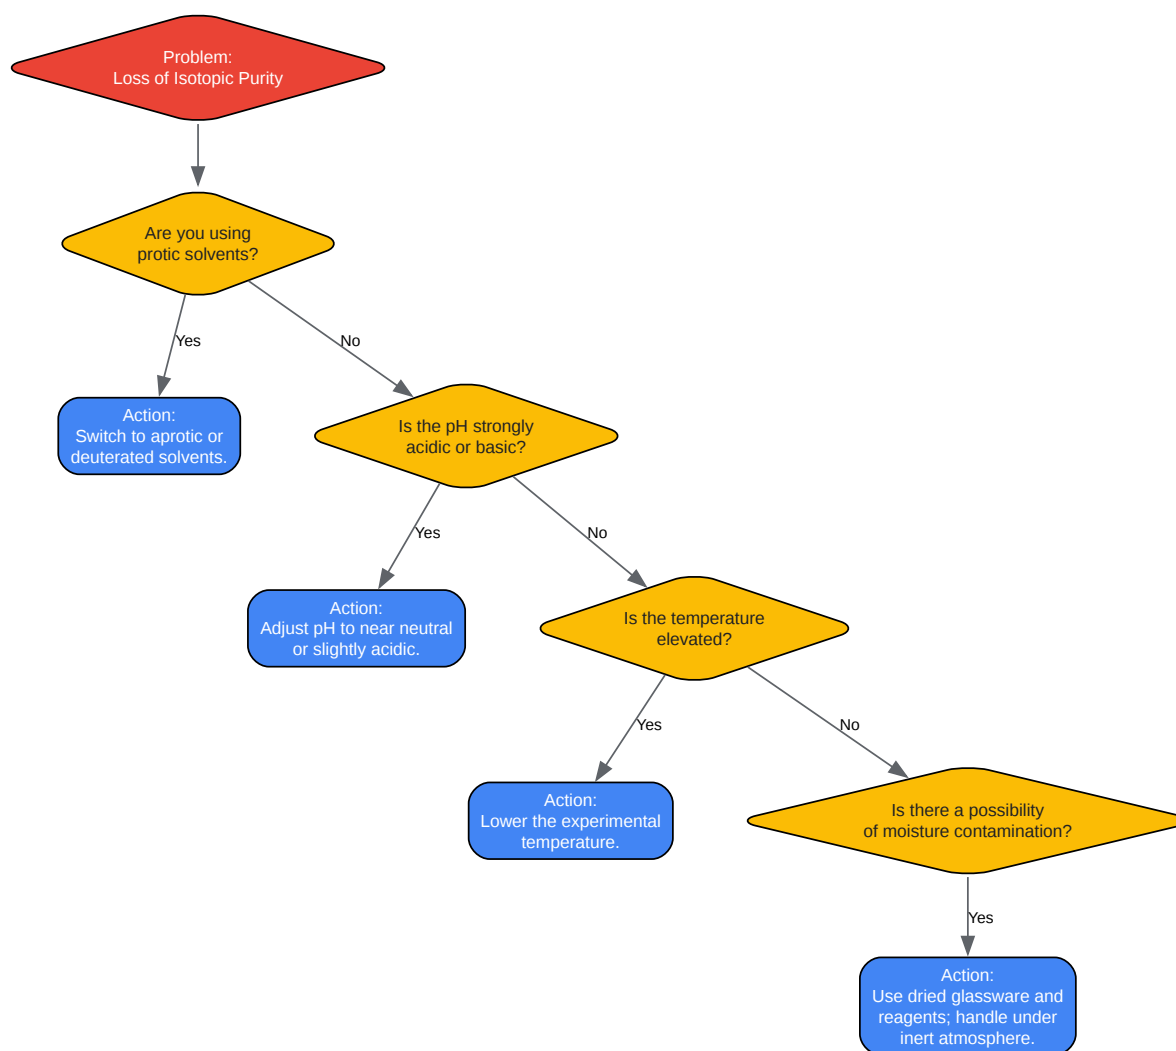 Problem:
Loss of Isotopic Purity
Are you using
protic solvents?
Yes
No
Action:
Switch to aprotic or
deuterated solvents.
Is the pH strongly
acidic or basic?
Yes
No
Action:
Adjust pH to near neutral
or slightly acidic.
Is the temperature
elevated?
Yes
No
Action:
Lower the experimental
temperature.
Is there a possibility
of moisture contamination?
Yes
Action:
Use dried glassware and
reagents; handle under
inert atmosphere.